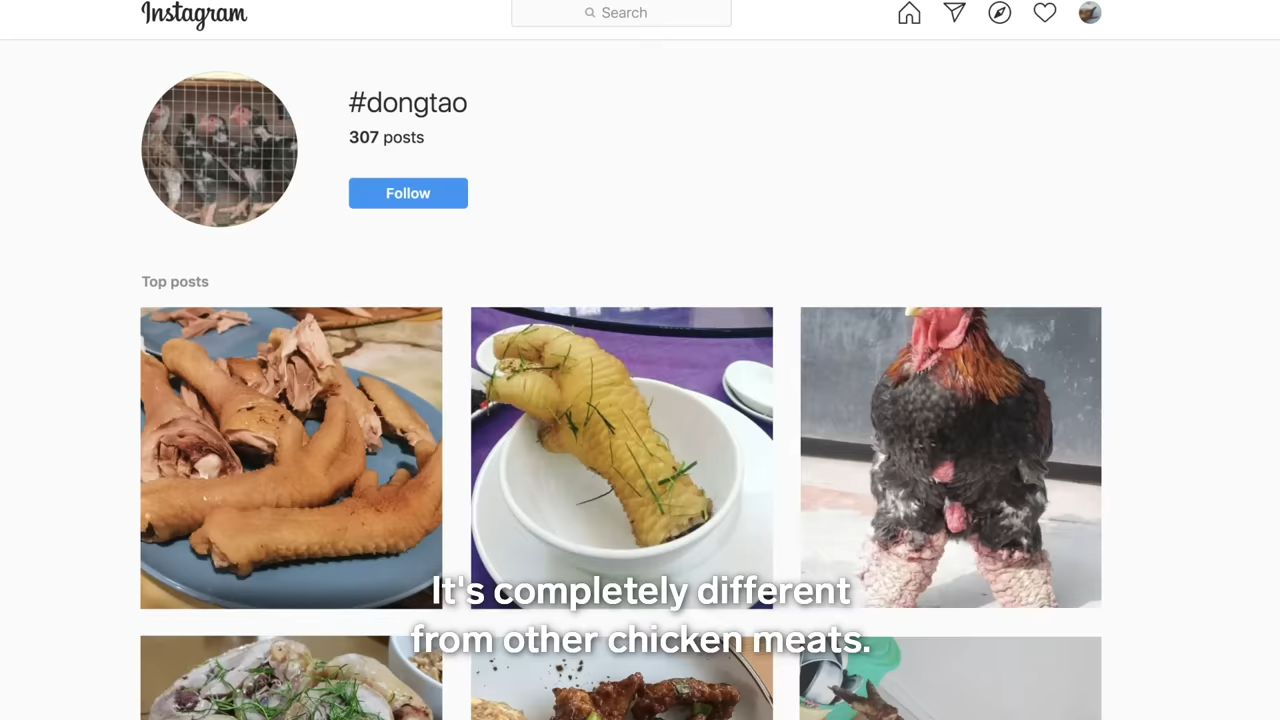 Instagram
Search
#dongtao
307 posts
Follow
Top posts
It's completely different
from other chicken meats.